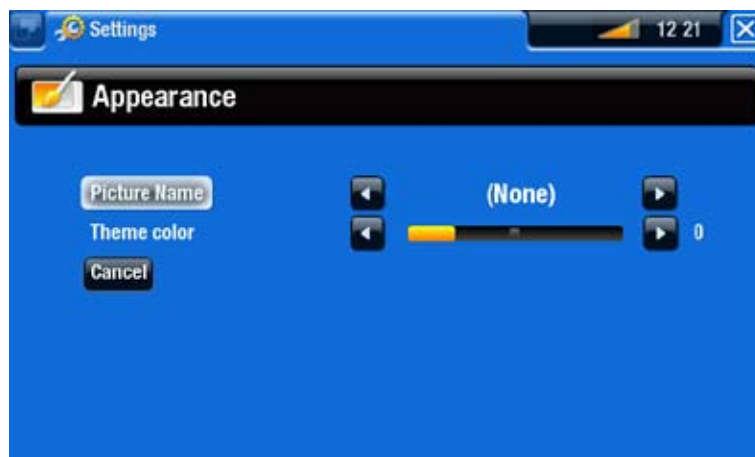 Settings
12 21
Appearance
Picture Name
(None)
Theme color
0
Cancel